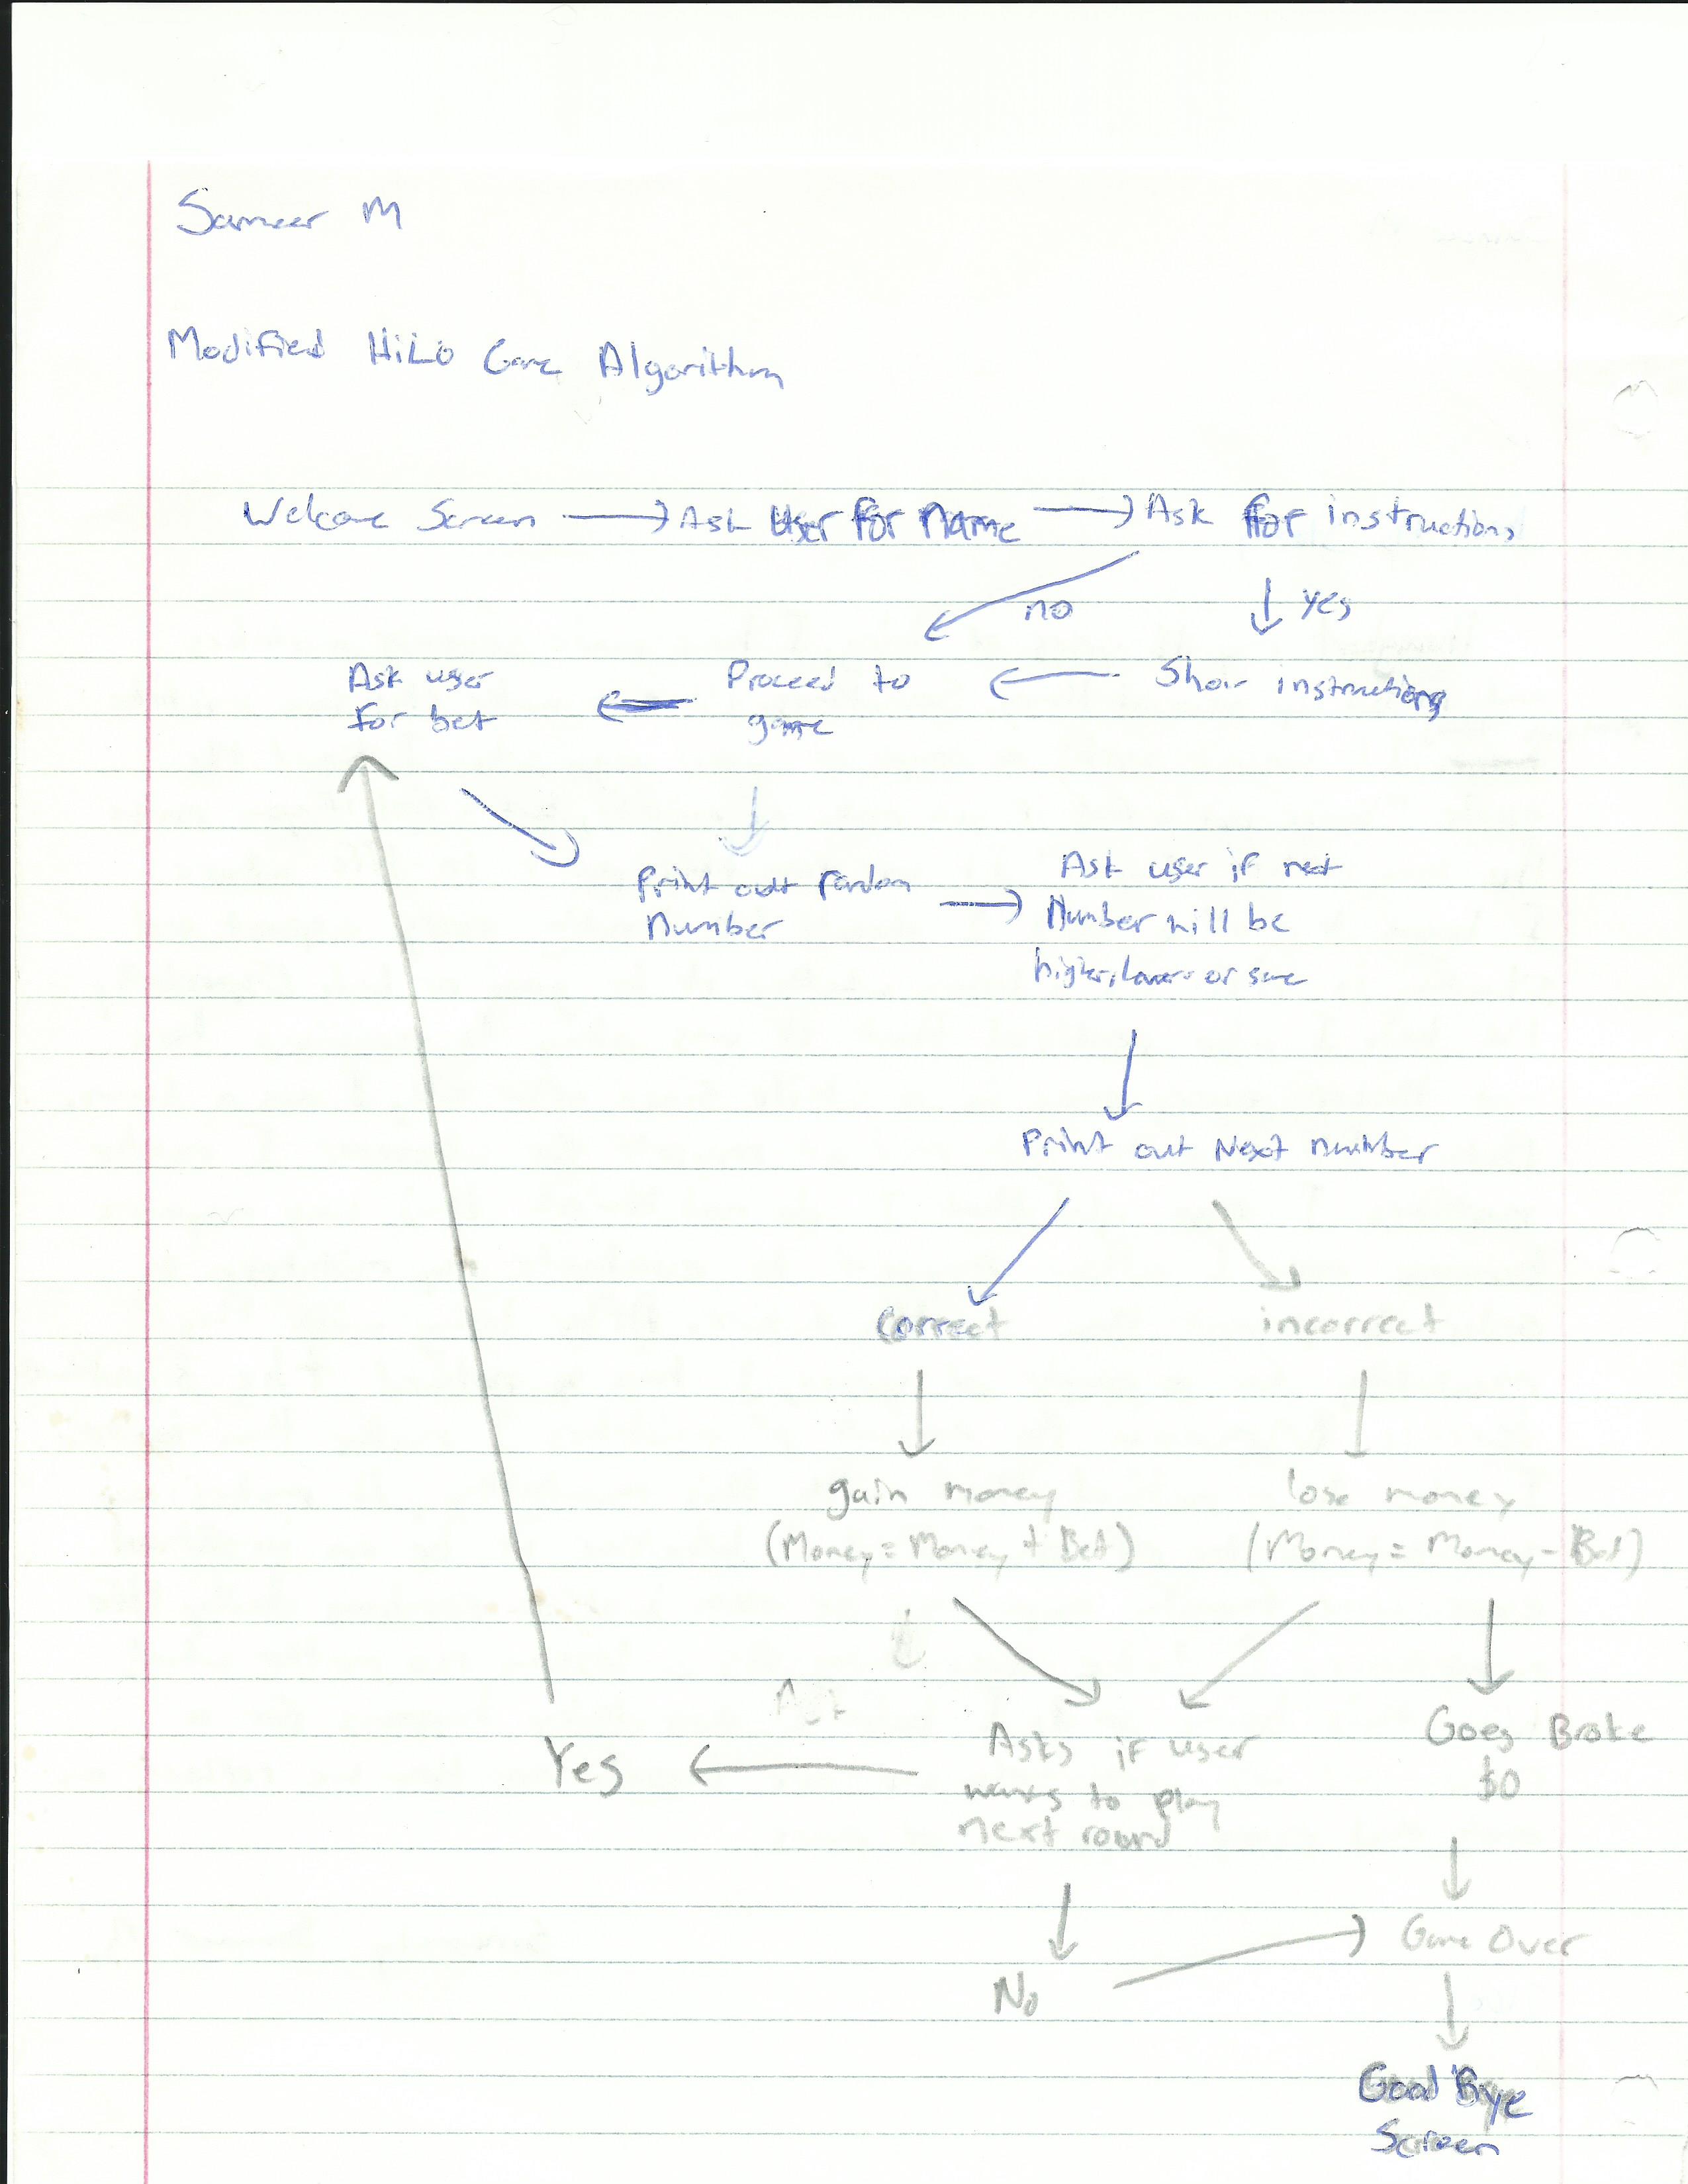 Sameer M
Modified HiLo Game Algorithm
Welcome Screen → Ask User For Name → Ask For instructions
no
yes
Ask user
for bet
Proceed to
game
Show instructions
Print out random
Number
Ask user if next
Number will be
higher, lower or same
Print out Next number
Correct
incorrect
gain money
(Money = Money + Bet)
lose money
(Money = Money - Bet)
Yes
Asks if user
wants to play
next round
Goes Broke
$0
No
Game Over
Good Bye
Screen